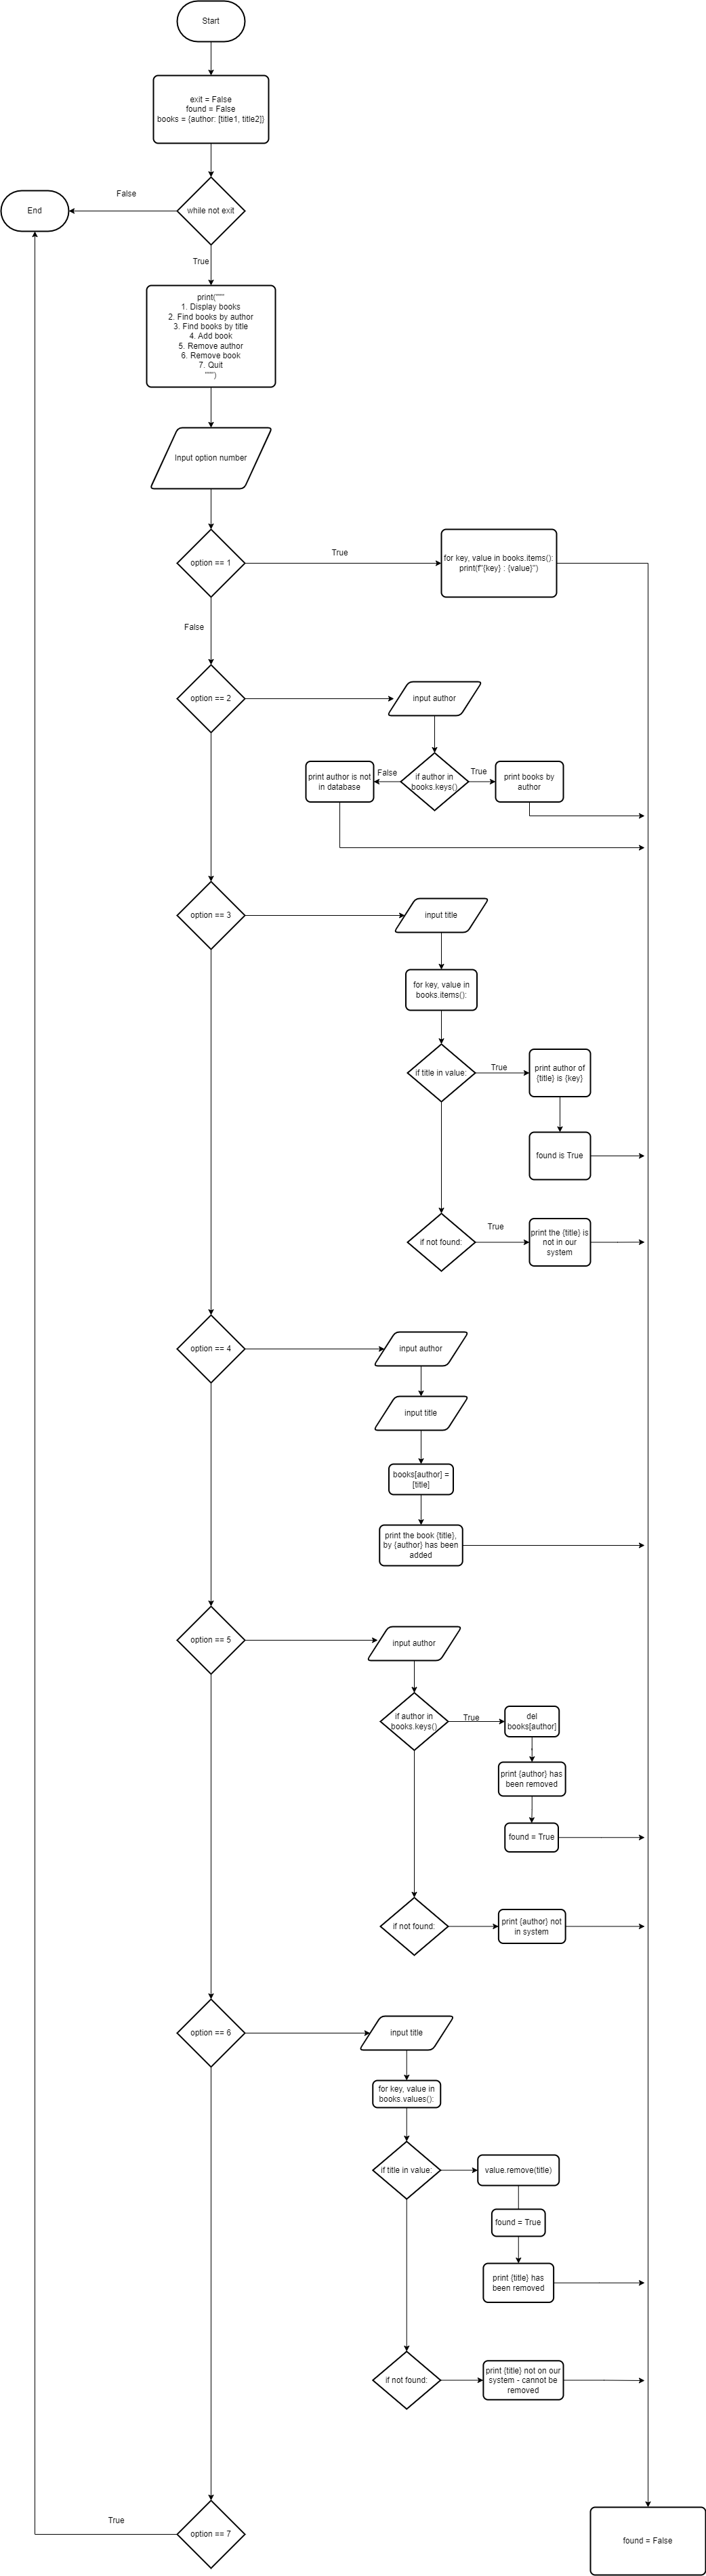 Start
exit = False
found = False
books = {author: [title1, title2]}
while not exit
False
End
True
print("""
1. Display books
2. Find books by author
3. Find books by title
4. Add book
5. Remove author
6. Remove book
7. Quit
""")
Input option number
option == 1
True
for key, value in books.items():
print(f"{key} : {value}")
False
option == 2
input author
if author in
books.keys()
False
True
print author is not
in database
print books by
author
option == 3
input title
for key, value in
books.items():
if title in value:
True
print author of
{title} is {key}
found is True
if not found:
True
print the {title} is
not in our
system
option == 4
input author
input title
books[author] =
[title]
print the book {title},
by {author} has been
added
option == 5
input author
if author in
books.keys()
True
del
books[author]
print {author} has
been removed
found = True
if not found:
print {author} not
in system
option == 6
input title
for key, value in
books.values():
if title in value:
value.remove(title)
found = True
print {title} has
been removed
if not found:
print {title} not on our
system - cannot be
removed
True
option == 7
found = False